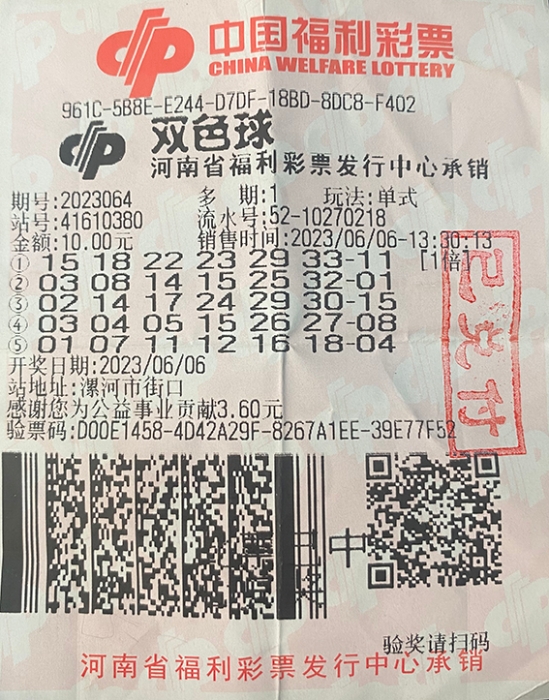 中国福利彩票
CHINA WELFARE LOTTERY
961C-5B8E-E244-D7DF-18BD-8DC8-F402
双色球
河南省福利彩票发行中心承销
期号:2023064 多 期:1 玩法:单式
站号:41610380 流水号:52-10270218
金额:10.00元 销售时间:2023/06/06-13:30:13
① 15 18 22 23 29 33-11 [1倍]
② 03 08 14 15 25 32-01
③ 02 14 17 24 29 30-15
④ 03 04 05 15 26 27-08
⑤ 01 07 11 12 16 18-04
已兑付
开奖日期:2023/06/06
站地址:漯河市街口
感谢您为公益事业贡献3.60元
验票码:D00E1458-4D42A29F-8267A1EE-39E77F52
中
验奖请扫码
河南省福利彩票发行中心承销